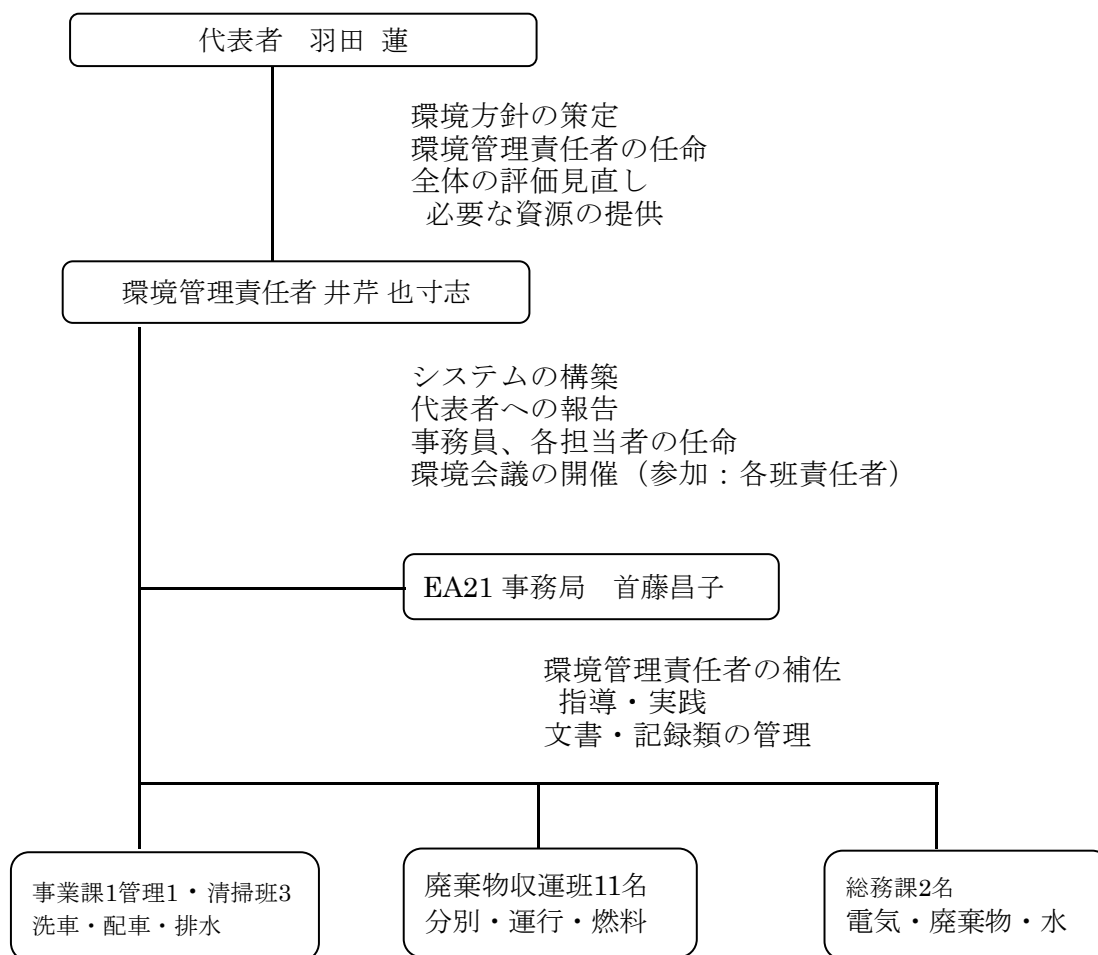 代表者　羽田 蓮
環境方針の策定
環境管理責任者の任命
全体の評価見直し
必要な資源の提供
環境管理責任者 井芹 也寸志
システムの構築
代表者への報告
事務員、各担当者の任命
環境会議の開催（参加：各班責任者）
EA21 事務局　首藤昌子
環境管理責任者の補佐
指導・実践
文書・記録類の管理
事業課1管理1・清掃班3
洗車・配車・排水
廃棄物収運班11名
分別・運行・燃料
総務課2名
電気・廃棄物・水